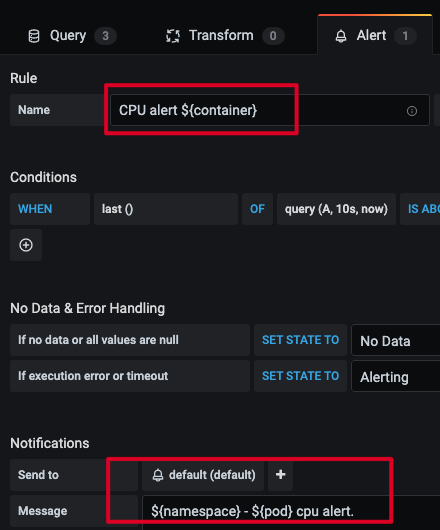 Query 3 Transform 0 Alert 1
Rule
Name CPU alert ${container}
Conditions
WHEN last () OF query (A, 10s, now) IS ABO
No Data & Error Handling
If no data or all values are null SET STATE TO No Data
If execution error or timeout SET STATE TO Alerting
Notifications
Send to default (default)
Message ${namespace} - ${pod} cpu alert.